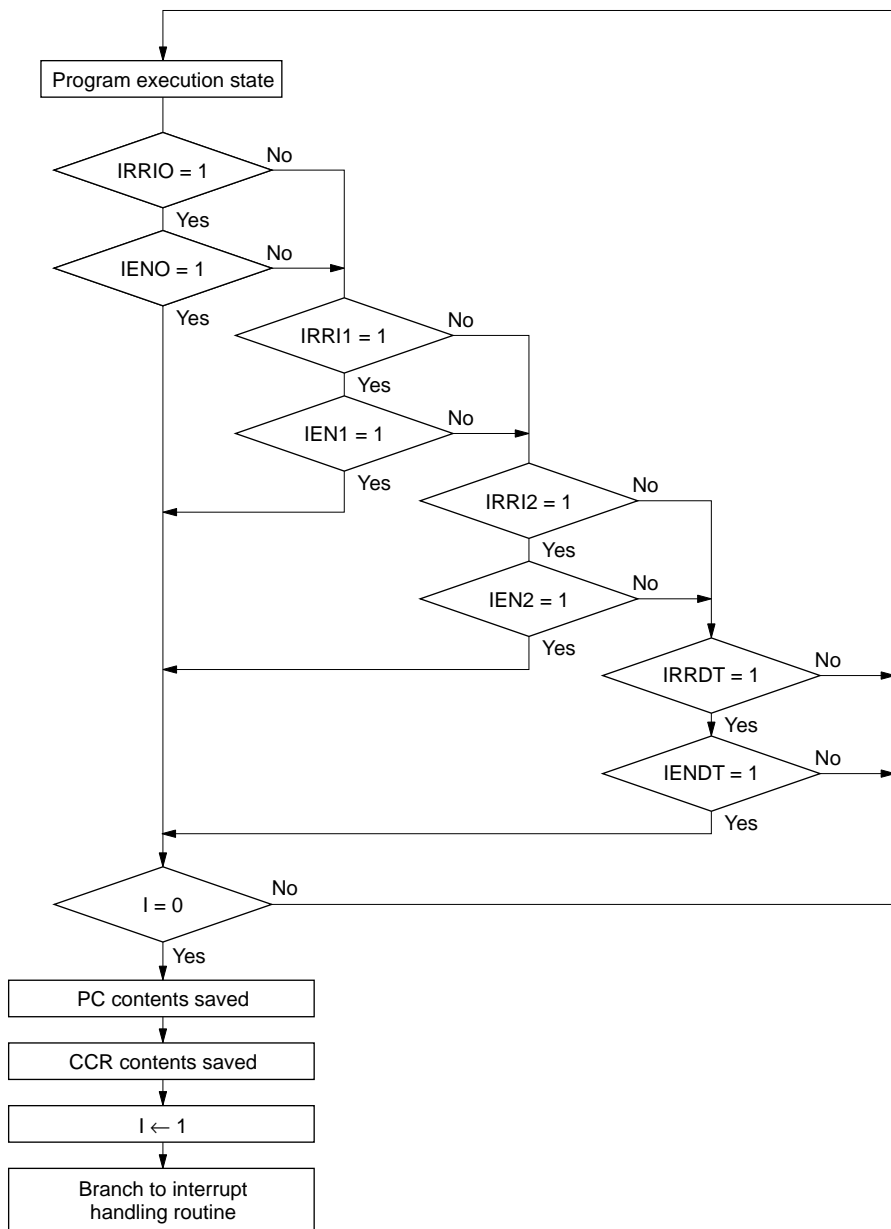 Program execution state
IRRIO = 1
No
Yes
IENO = 1
No
Yes
IRRI1 = 1
No
Yes
IEN1 = 1
No
Yes
IRRI2 = 1
No
Yes
IEN2 = 1
No
Yes
IRRDT = 1
No
Yes
IENDT = 1
No
Yes
I = 0
No
Yes
PC contents saved
CCR contents saved
I ← 1
Branch to interrupt
handling routine